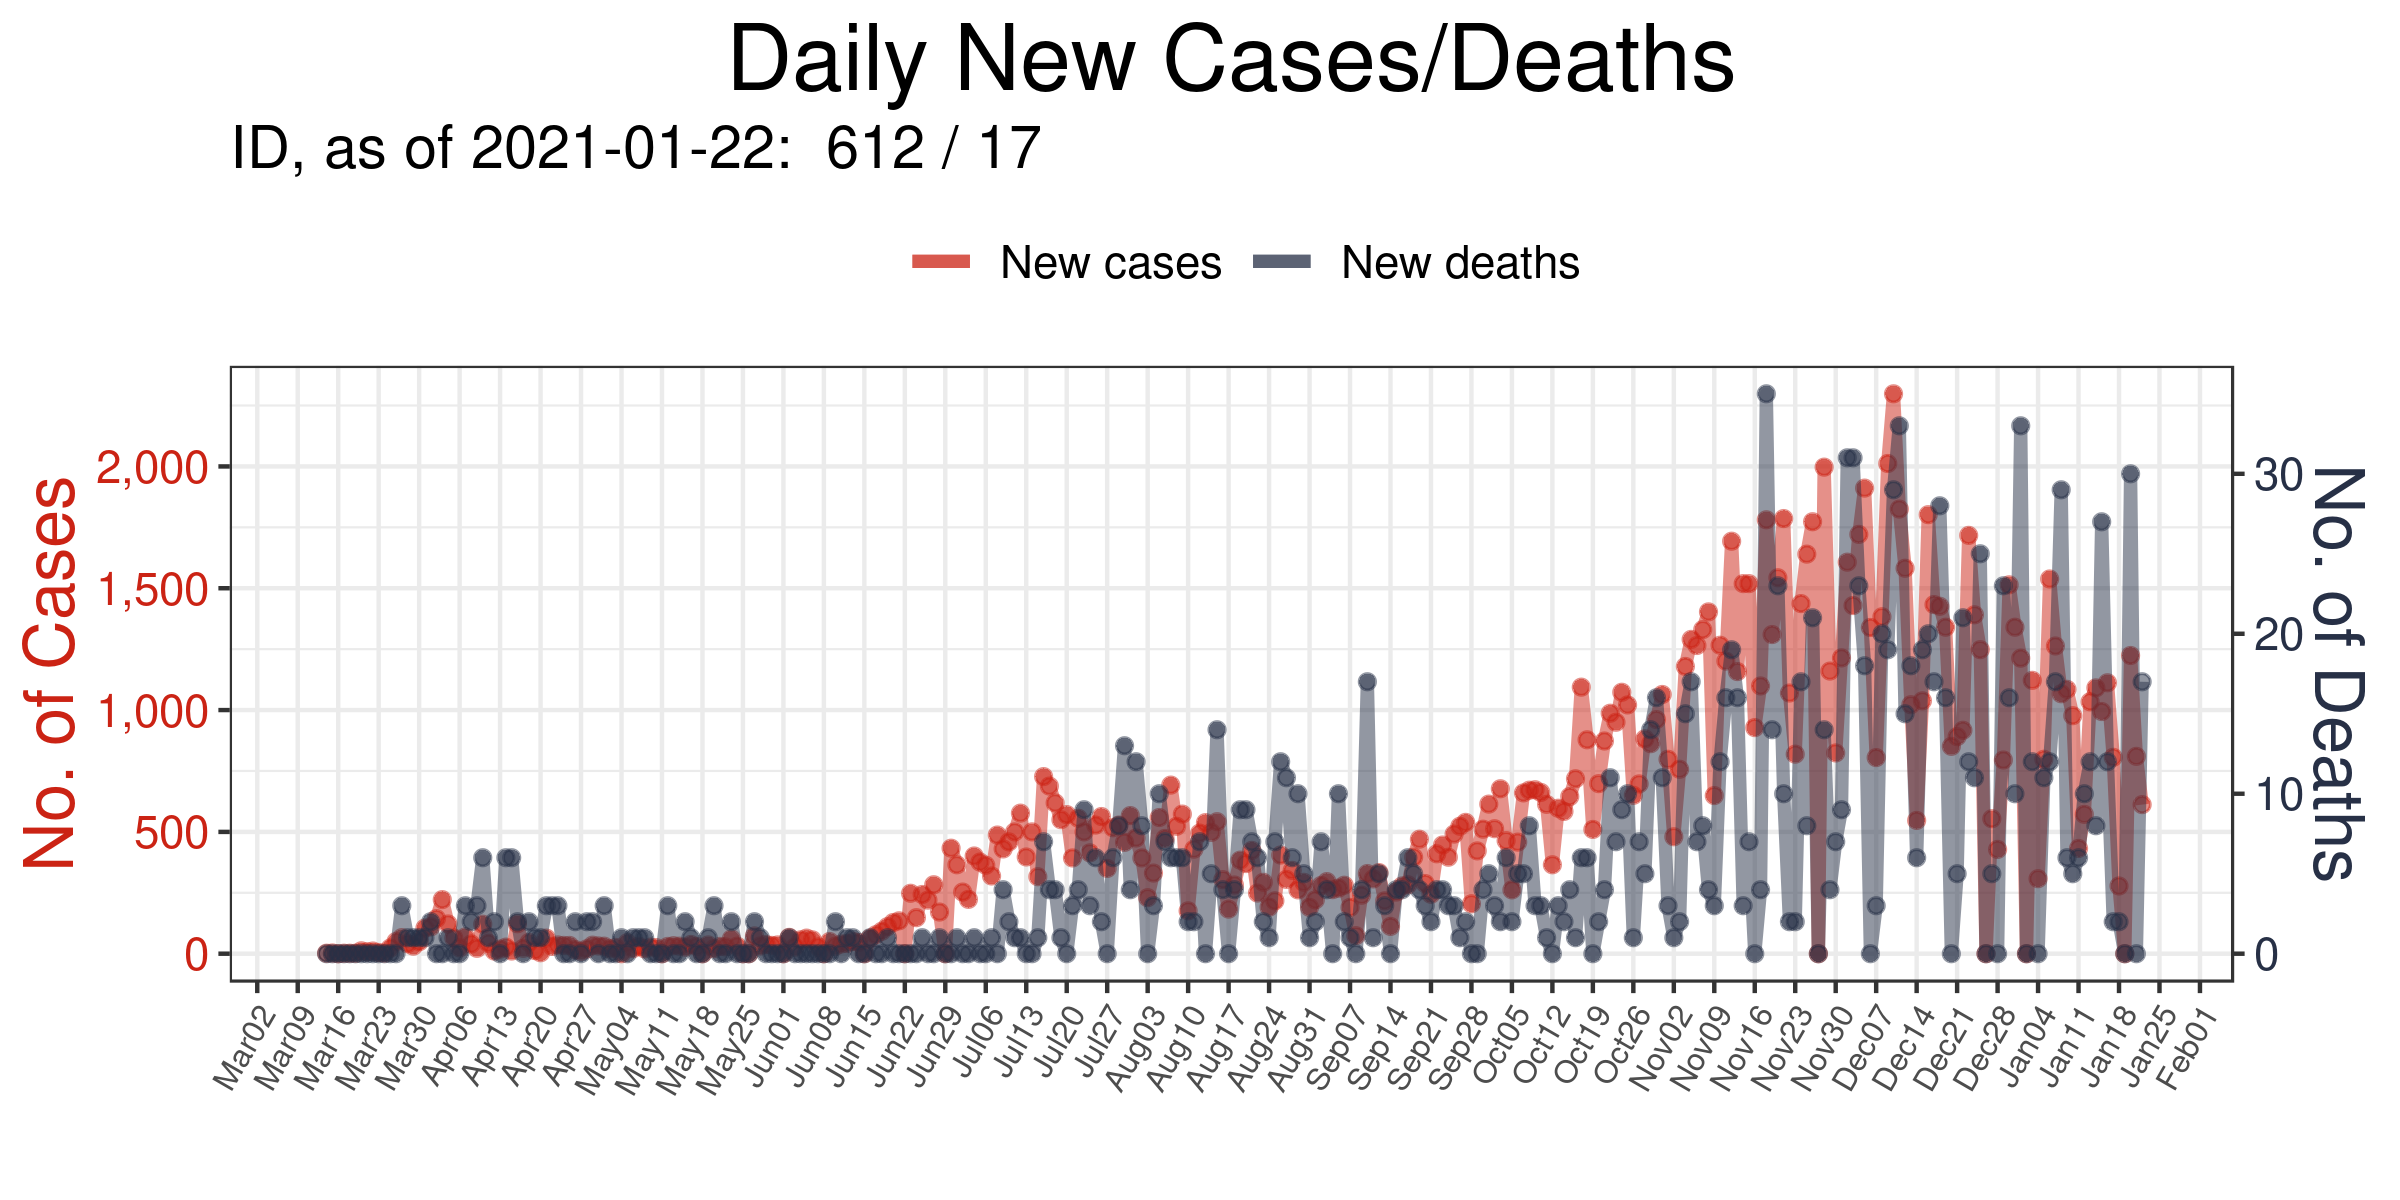 Daily New Cases/Deaths
ID, as of 2021-01-22:  612 / 17
New cases
New deaths
No. of Cases
2,000
1,500
1,000
500
0
30
20
10
0
No. of Deaths
Mar02
Mar09
Mar16
Mar23
Mar30
Apr06
Apr13
Apr20
Apr27
May04
May11
May18
May25
Jun01
Jun08
Jun15
Jun22
Jun29
Jul06
Jul13
Jul20
Jul27
Aug03
Aug10
Aug17
Aug24
Aug31
Sep07
Sep14
Sep21
Sep28
Oct05
Oct12
Oct19
Oct26
Nov02
Nov09
Nov16
Nov23
Nov30
Dec07
Dec14
Dec21
Dec28
Jan04
Jan11
Jan18
Jan25
Feb01